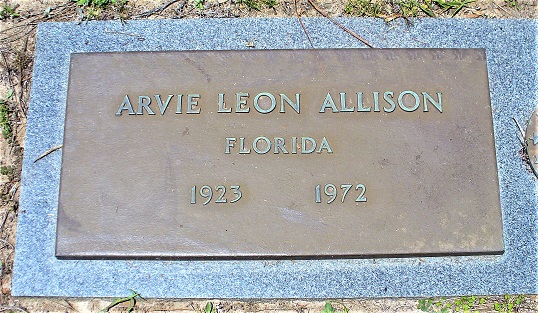 ARVIE LEON ALLISON
FLORIDA
1923 1972